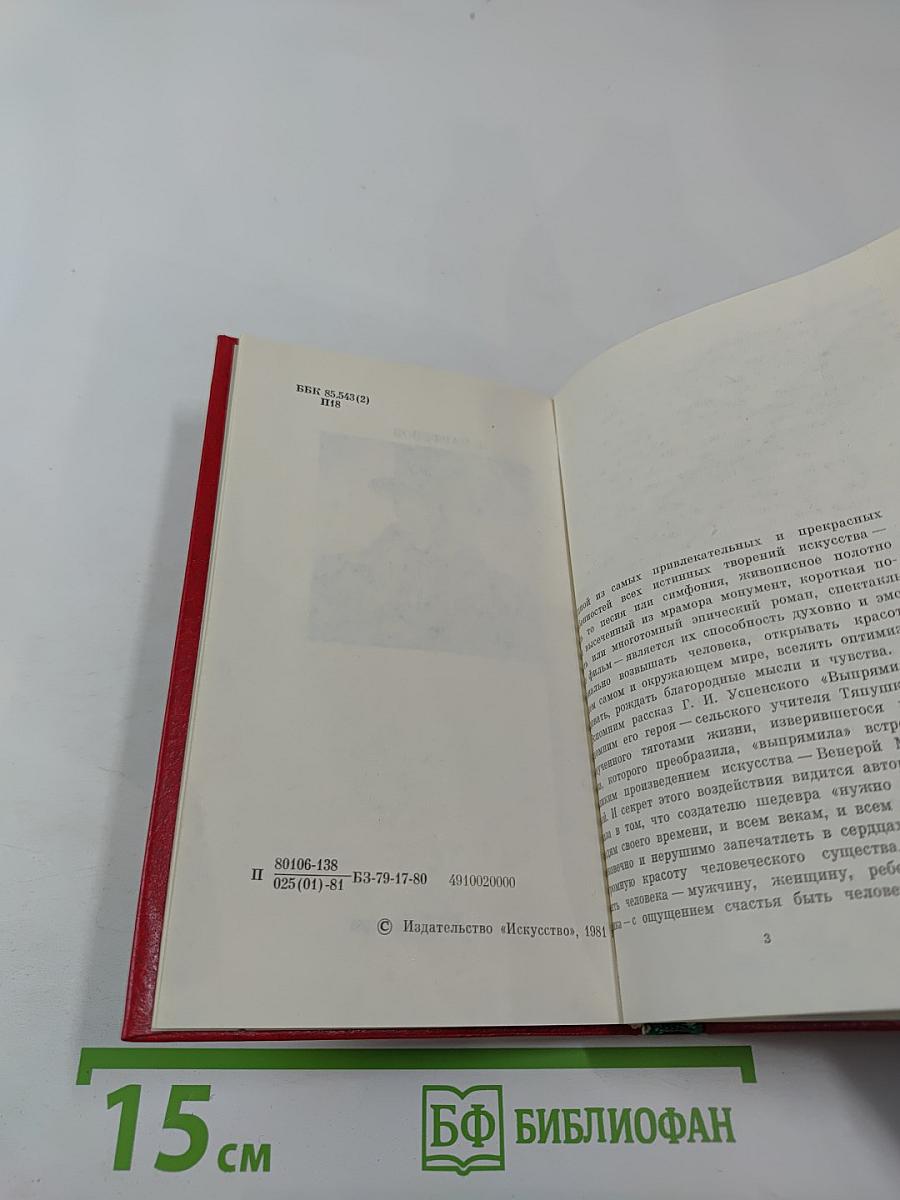 ББК 85.543(2)
П18
П 80106-138
025(01)-81 БЗ-79-17-80 4910020000
© Издательство «Искусство», 1981
из самых привлекательных и прекрасных
всех истинных творений искусства —
то песня или симфония, живописное полотно
высеченный из мрамора монумент, короткая по-
или многотомный эпический роман, спектакль
фильм — является их способность духовно и эмо
возвышать человека, открывать красот
самом и окружающем мире, вселять оптимиз
рождать благородные мысли и чувства.
рассказ Г. И. Успенского «Выпрями
его героя — сельского учителя Тяпушк
тяготами жизни, изверившегося
которого преобразила, «выпрямила» встре
произведением искусства — Венерой М
И секрет этого воздействия видится автор
в том, что создателю шедевра «нужно
своего времени, и всем векам, и всем
и нерушимо запечатлеть в сердцах
красоту человеческого существа.
человека — мужчину, женщину, ребе
— с ощущением счастья быть челове
3
15 см
БФ БИБЛИОФАН